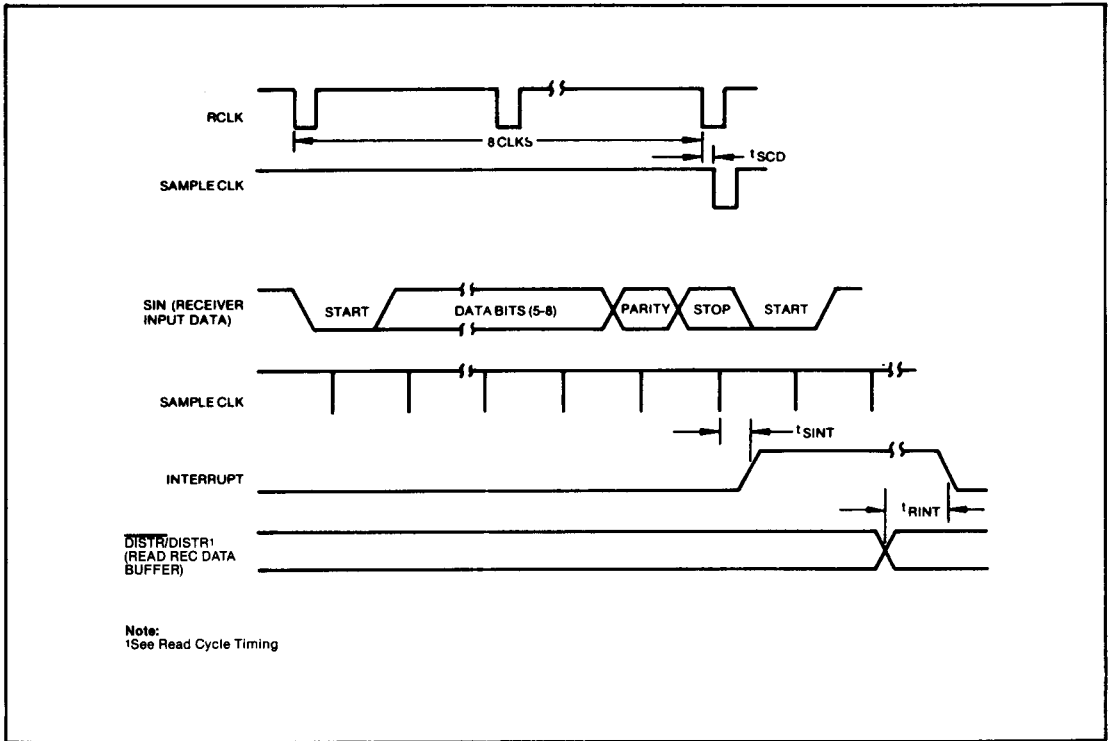 RCLK
8 CLKS
tSCD
SAMPLE CLK
SIN (RECEIVER
INPUT DATA)
START
DATA BITS (5-8)
PARITY
STOP
START
SAMPLE CLK
tSINT
INTERRUPT
tRINT
DISTR/DISTR1
(READ REC DATA
BUFFER)
Note:
1See Read Cycle Timing